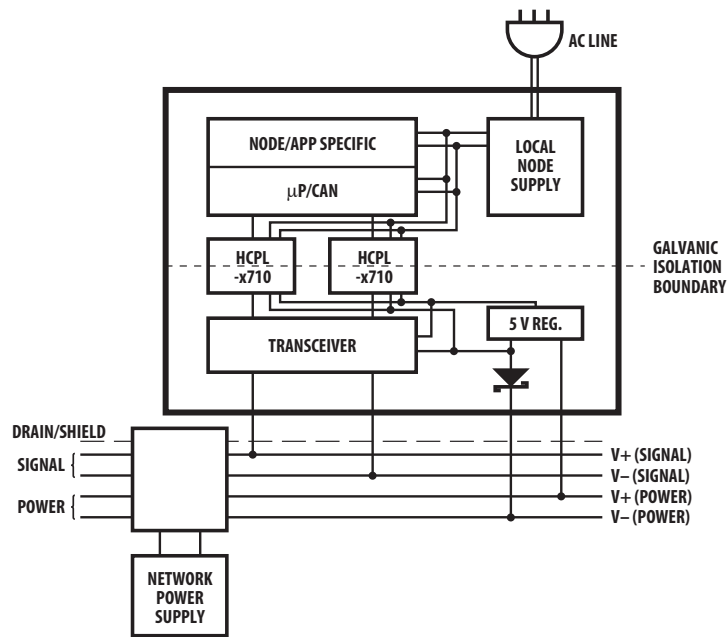 AC LINE
NODE/APP SPECIFIC
LOCAL
NODE
SUPPLY
μP/CAN
HCPL
-x710
HCPL
-x710
GALVANIC
ISOLATION
BOUNDARY
5 V REG.
TRANSCEIVER
DRAIN/SHIELD
SIGNAL
POWER
V+ (SIGNAL)
V– (SIGNAL)
V+ (POWER)
V– (POWER)
NETWORK
POWER
SUPPLY